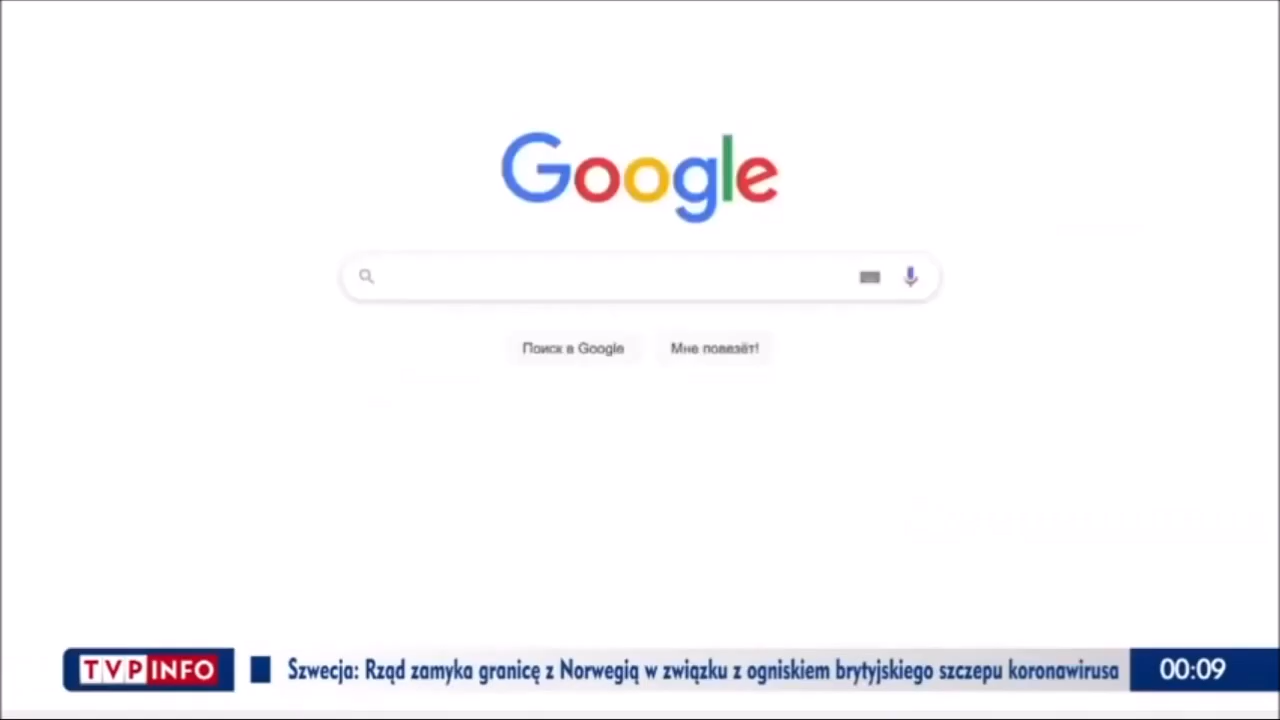 Google
Поиск в Google
Мне повезёт!
TVP INFO
Szwecja: Rząd zamyka granicę z Norwegią w związku z ogniskiem brytyjskiego szczepu koronawirusa
00:09